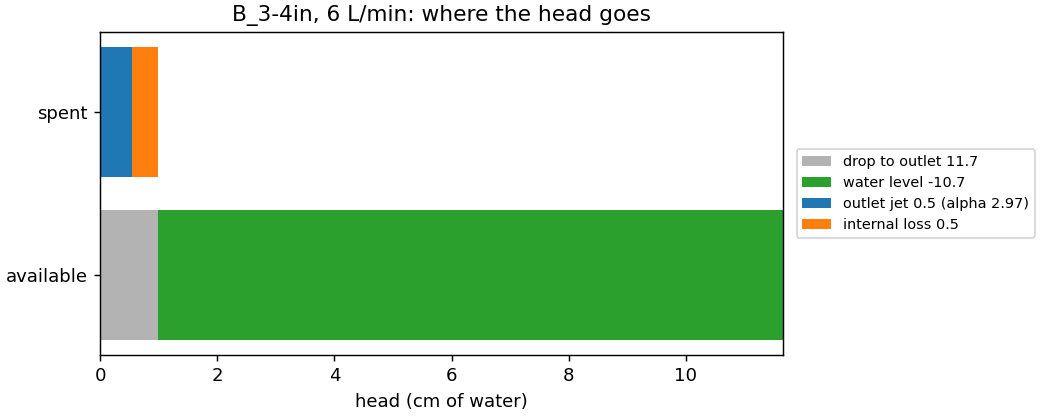 B_3-4in, 6 L/min: where the head goes
spent
available
0 2 4 6 8 10
head (cm of water)
drop to outlet 11.7
water level -10.7
outlet jet 0.5 (alpha 2.97)
internal loss 0.5